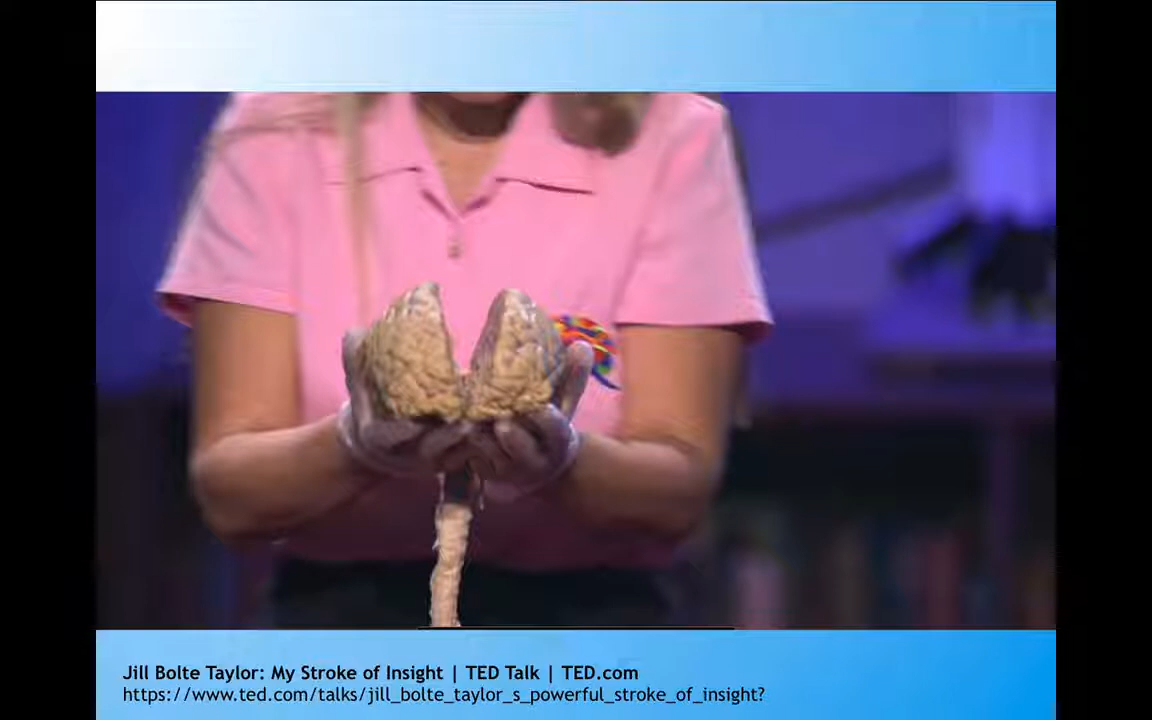 Jill Bolte Taylor: My Stroke of Insight | TED Talk | TED.com
https://www.ted.com/talks/jill_bolte_taylor_s_powerful_stroke_of_insight?